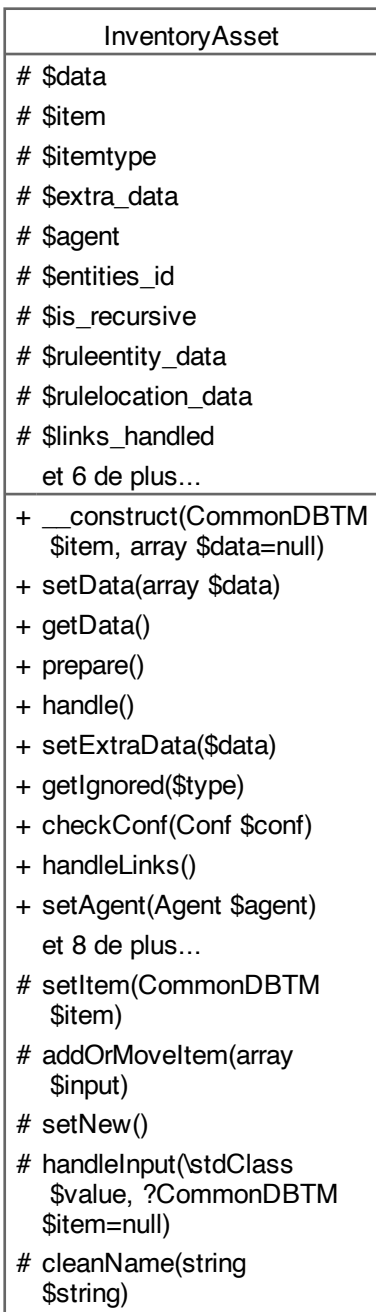 InventoryAsset
# $data
# $item
# $itemtype
# $extra_data
# $agent
# $entities_id
# $is_recursive
# $ruleentity_data
# $rulelocation_data
# $links_handled
et 6 de plus...
+ __construct(CommonDBTM
$item, array $data=null)
+ setData(array $data)
+ getData()
+ prepare()
+ handle()
+ setExtraData($data)
+ getIgnored($type)
+ checkConf(Conf $conf)
+ handleLinks()
+ setAgent(Agent $agent)
et 8 de plus...
# setItem(CommonDBTM
$item)
# addOrMoveItem(array
$input)
# setNew()
# handleInput(\stdClass
$value, ?CommonDBTM
$item=null)
# cleanName(string
$string)